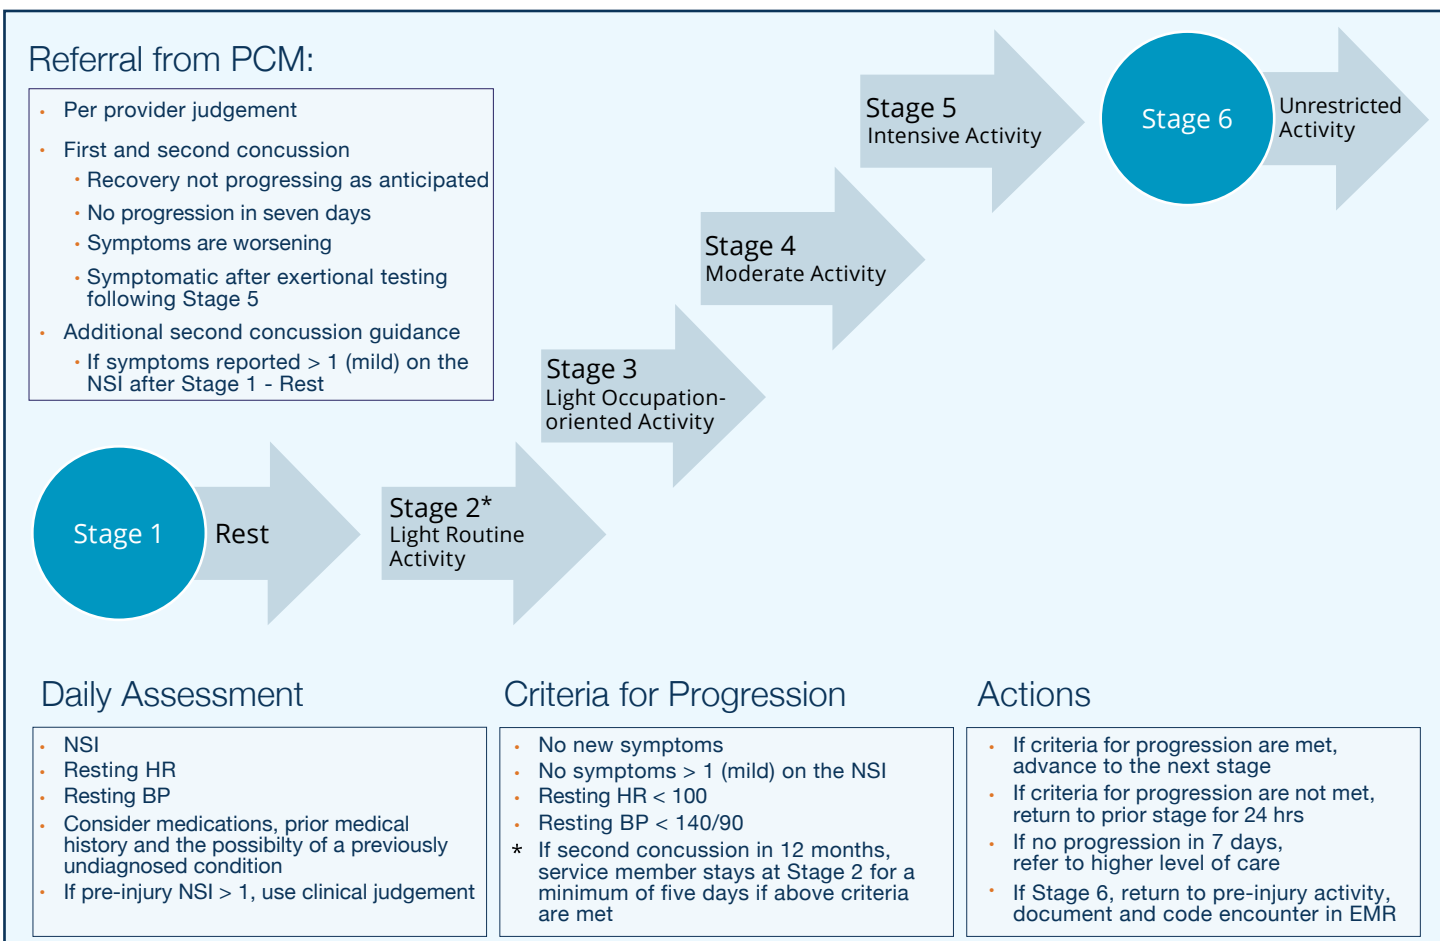 Referral from PCM:
• Per provider judgement
• First and second concussion
• Recovery not progressing as anticipated
• No progression in seven days
• Symptoms are worsening
• Symptomatic after exertional testing
following Stage 5
• Additional second concussion guidance
• If symptoms reported > 1 (mild) on the
NSI after Stage 1 - Rest
Stage 1
Rest
Stage 2*
Light Routine
Activity
Stage 3
Light Occupation-
oriented Activity
Stage 4
Moderate Activity
Stage 5
Intensive Activity
Stage 6
Unrestricted
Activity
Daily Assessment
• NSI
• Resting HR
• Resting BP
• Consider medications, prior medical
history and the possibilty of a previously
undiagnosed condition
• If pre-injury NSI > 1, use clinical judgement
Criteria for Progression
• No new symptoms
• No symptoms > 1 (mild) on the NSI
• Resting HR < 100
• Resting BP < 140/90
* If second concussion in 12 months,
service member stays at Stage 2 for a
minimum of five days if above criteria
are met
Actions
• If criteria for progression are met,
advance to the next stage
• If criteria for progression are not met,
return to prior stage for 24 hrs
• If no progression in 7 days,
refer to higher level of care
• If Stage 6, return to pre-injury activity,
document and code encounter in EMR